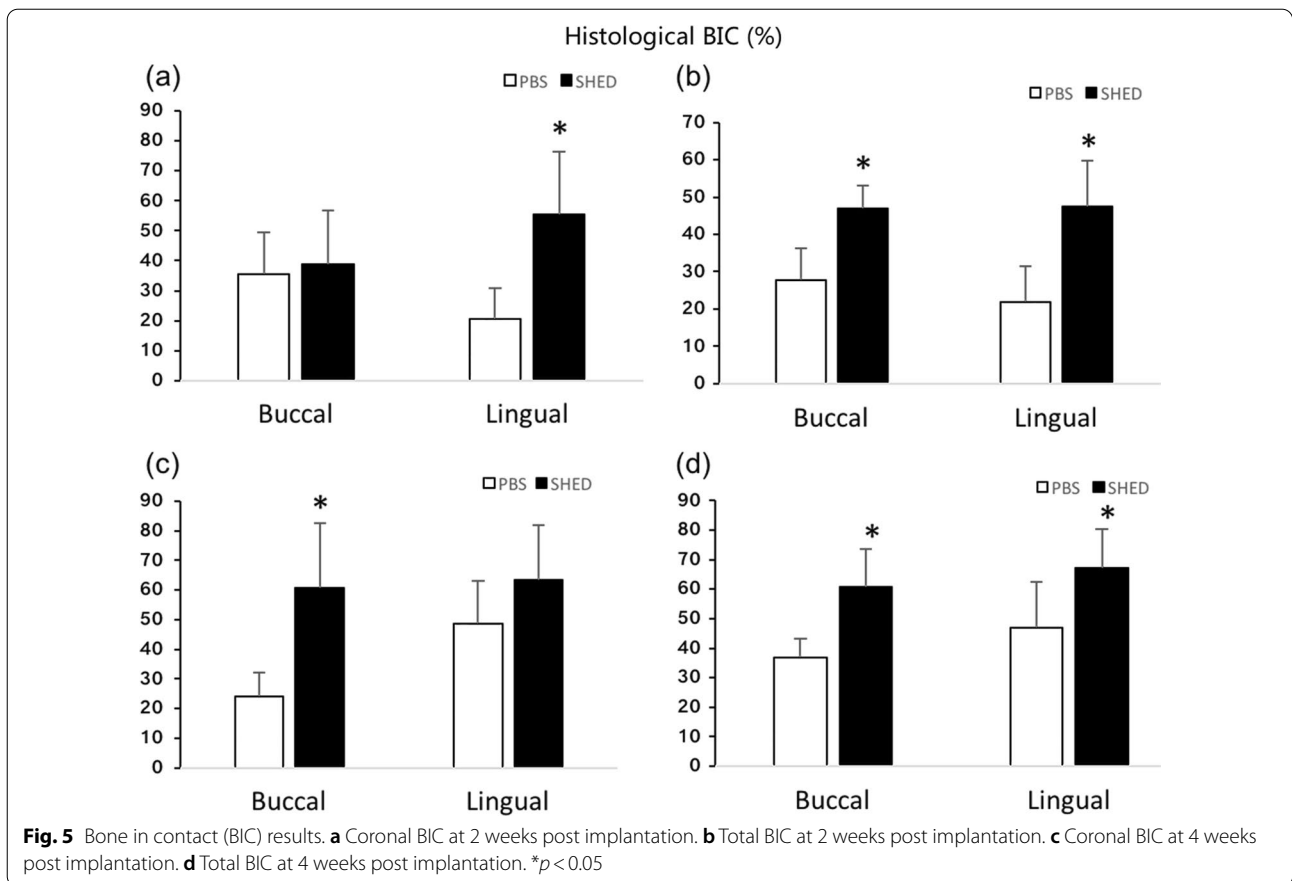 Histological BIC (%)
(a)
PBS SHED
90
80
70
60
50
40
30
20
10
0
*
Buccal Lingual
(b)
PBS SHED
70
60
50
40
30
20
10
0
* *
Buccal Lingual
(c)
PBS SHED
90
80
70
60
50
40
30
20
10
0
*
Buccal Lingual
(d)
PBS SHED
90
80
70
60
50
40
30
20
10
0
* *
Buccal Lingual
Fig. 5 Bone in contact (BIC) results. a Coronal BIC at 2 weeks post implantation. b Total BIC at 2 weeks post implantation. c Coronal BIC at 4 weeks
post implantation. d Total BIC at 4 weeks post implantation. *p < 0.05